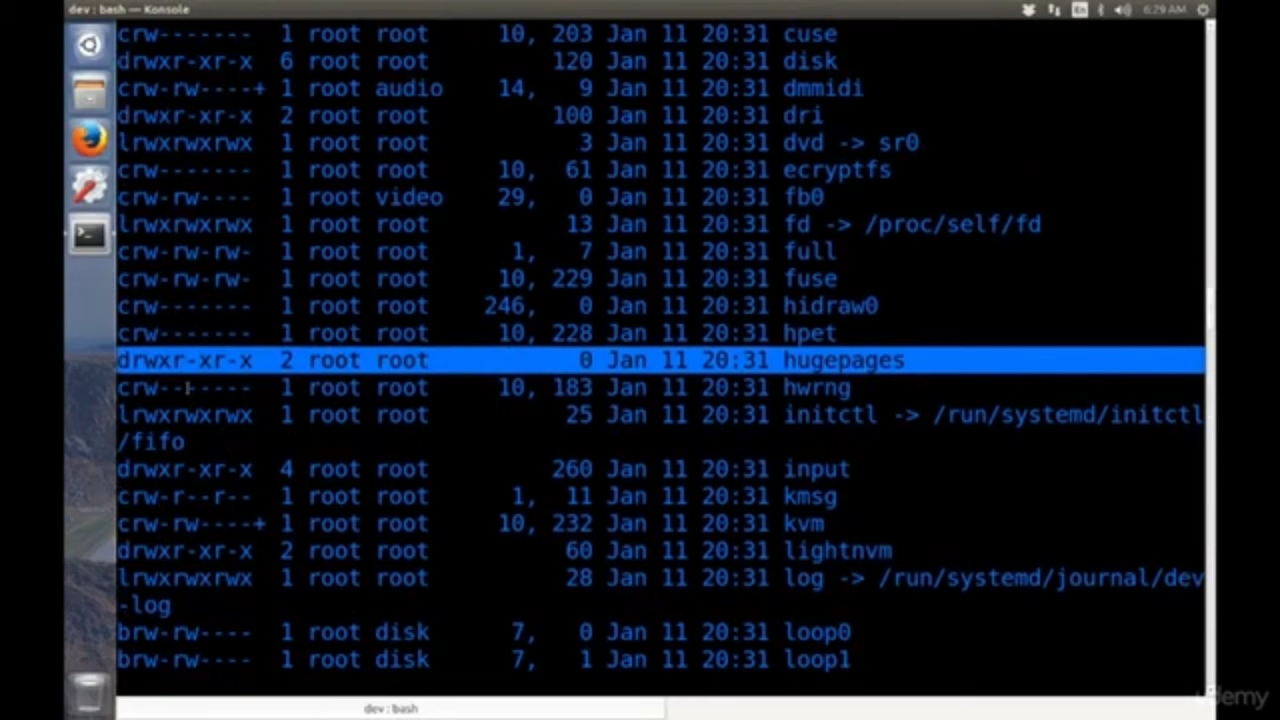 dev : bash — Konsole
En
6:29 AM
crw------- 1 root root 10, 203 Jan 11 20:31 cuse
drwxr-xr-x 6 root root 120 Jan 11 20:31 disk
crw-rw----+ 1 root audio 14, 9 Jan 11 20:31 dmmidi
drwxr-xr-x 2 root root 100 Jan 11 20:31 dri
lrwxrwxrwx 1 root root 3 Jan 11 20:31 dvd -> sr0
crw------- 1 root root 10, 61 Jan 11 20:31 ecryptfs
crw-rw---- 1 root video 29, 0 Jan 11 20:31 fb0
lrwxrwxrwx 1 root root 13 Jan 11 20:31 fd -> /proc/self/fd
crw-rw-rw- 1 root root 1, 7 Jan 11 20:31 full
crw-rw-rw- 1 root root 10, 229 Jan 11 20:31 fuse
crw------- 1 root root 246, 0 Jan 11 20:31 hidraw0
crw------- 1 root root 10, 228 Jan 11 20:31 hpet
drwxr-xr-x 2 root root 0 Jan 11 20:31 hugepages
crw------- 1 root root 10, 183 Jan 11 20:31 hwrng
lrwxrwxrwx 1 root root 25 Jan 11 20:31 initctl -> /run/systemd/initctl
/fifo
drwxr-xr-x 4 root root 260 Jan 11 20:31 input
crw-r--r-- 1 root root 1, 11 Jan 11 20:31 kmsg
crw-rw----+ 1 root root 10, 232 Jan 11 20:31 kvm
drwxr-xr-x 2 root root 60 Jan 11 20:31 lightnvm
lrwxrwxrwx 1 root root 28 Jan 11 20:31 log -> /run/systemd/journal/dev
-log
brw-rw---- 1 root disk 7, 0 Jan 11 20:31 loop0
brw-rw---- 1 root disk 7, 1 Jan 11 20:31 loop1
dev : bash
udemy